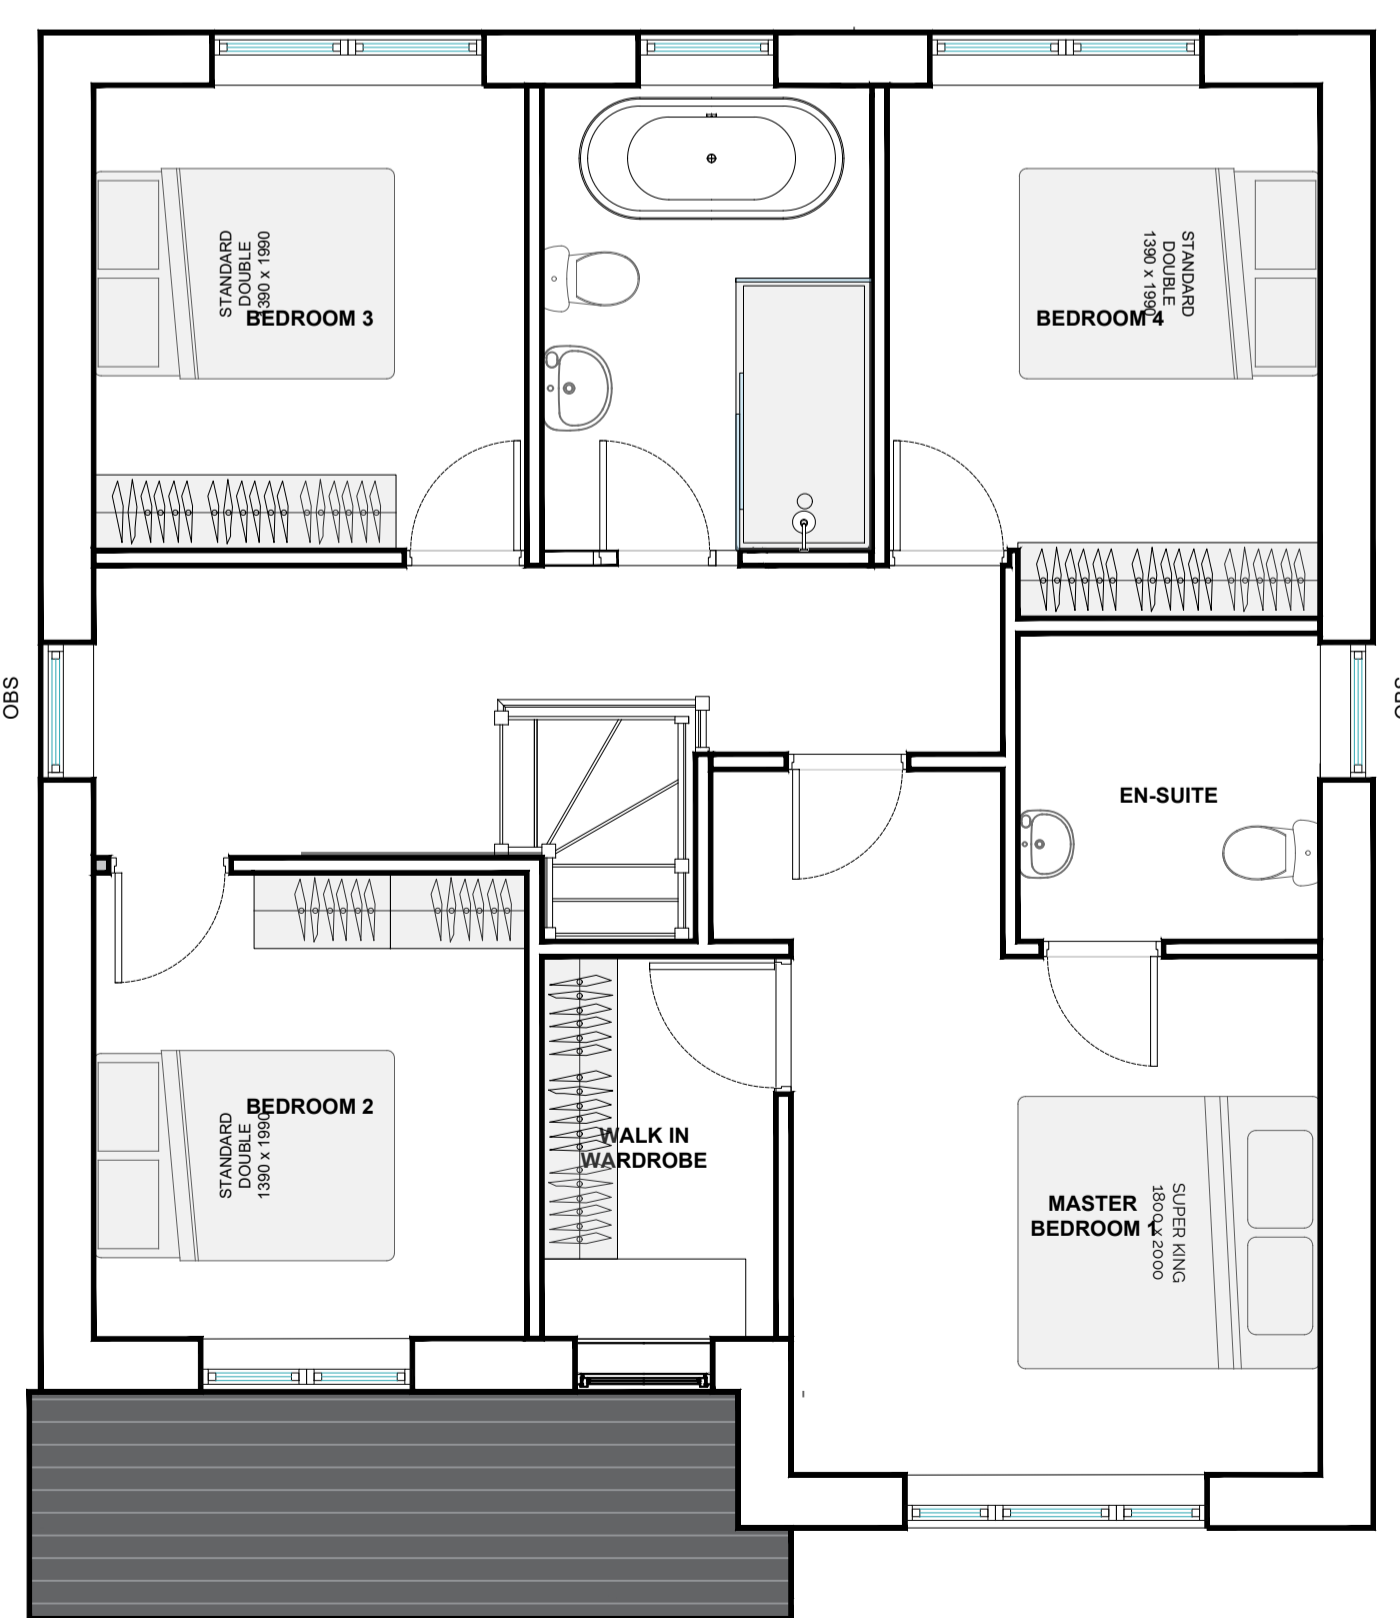 STANDARD
DOUBLE
1390 x 1990
BEDROOM 3
STANDARD
DOUBLE
1390 x 1990
BEDROOM 4
OBS
OBS
EN-SUITE
BEDROOM 2
STANDARD
DOUBLE
1390 x 1990
WALK IN
WARDROBE
MASTER
BEDROOM 1
SUPER KING
1800 x 2000